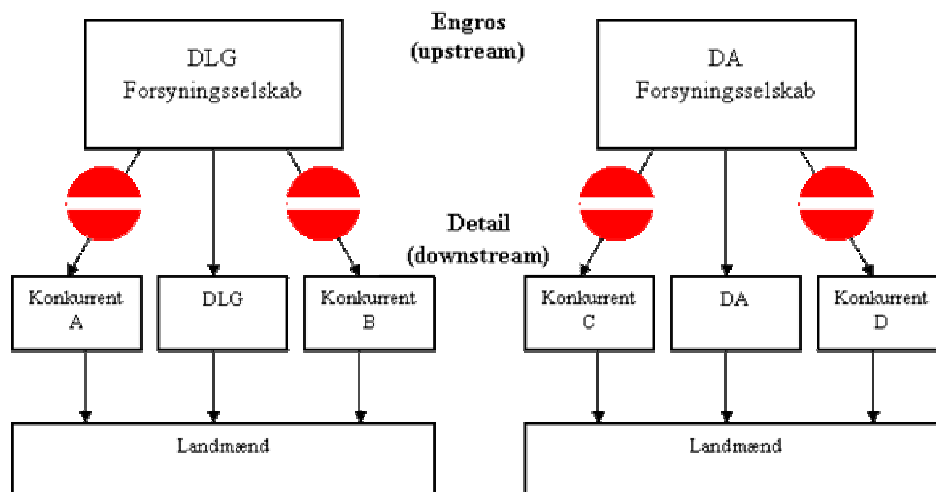 Engros
(upstream)
DLG
Forsyningsselskab
DA
Forsyningsselskab
Detail
(downstream)
Konkurrent
A
DLG
Konkurrent
B
Konkurrent
C
DA
Konkurrent
D
Landmænd
Landmænd